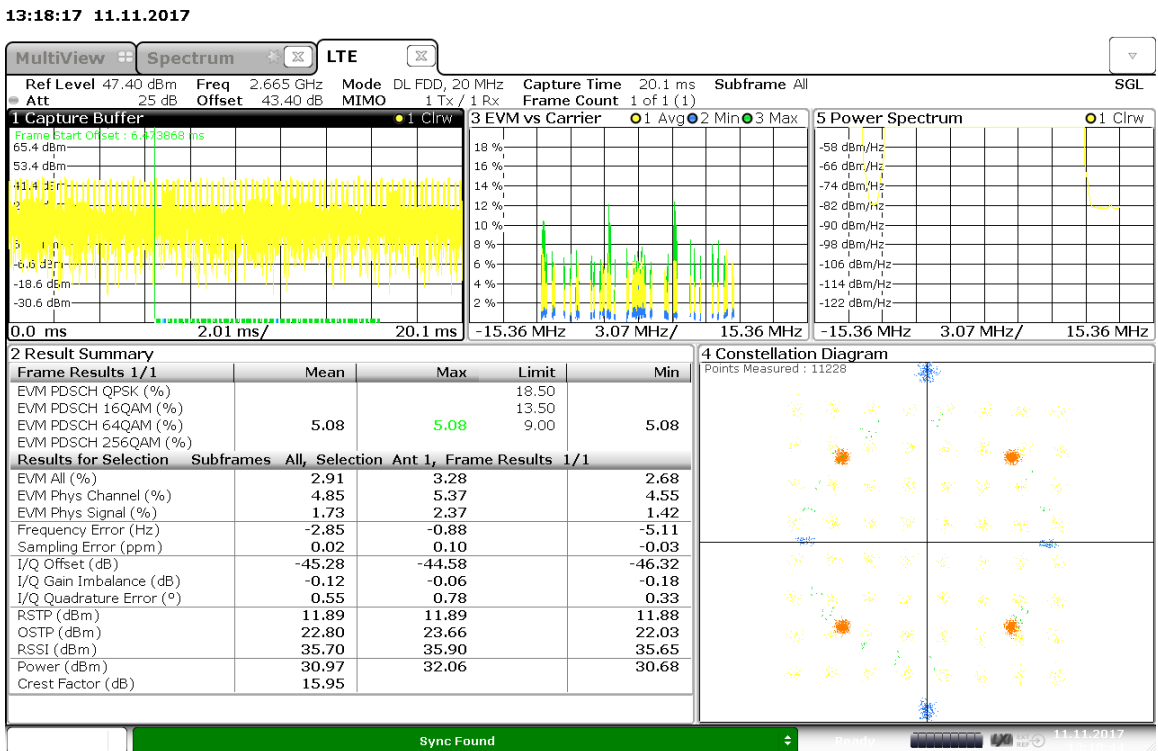 13:18:17 11.11.2017
MultiView Spectrum LTE
Ref Level 47.40 dBm Freq 2.665 GHz Mode DL FDD, 20 MHz Capture Time 20.1 ms Subframe All
Att 25 dB Offset 43.40 dB MIMO 1 Tx / 1 Rx Frame Count 1 of 1 (1) SGL
1 Capture Buffer 1 Clrw
Frame Start Offset : 6.473868 ms
65.4 dBm
53.4 dBm
41.4 dBm
-6.6 dBm
-18.6 dBm
-30.6 dBm
0.0 ms 2.01 ms/ 20.1 ms
3 EVM vs Carrier 1 Avg 2 Min 3 Max
18 %
16 %
14 %
12 %
10 %
8 %
6 %
4 %
2 %
-15.36 MHz 3.07 MHz/ 15.36 MHz
5 Power Spectrum 1 Clrw
-58 dBm/Hz
-66 dBm/Hz
-74 dBm/Hz
-82 dBm/Hz
-90 dBm/Hz
-98 dBm/Hz
-106 dBm/Hz
-114 dBm/Hz
-122 dBm/Hz
-15.36 MHz 3.07 MHz/ 15.36 MHz
2 Result Summary
Frame Results 1/1 Mean Max Limit Min
EVM PDSCH QPSK (%) 18.50
EVM PDSCH 16QAM (%) 13.50
EVM PDSCH 64QAM (%) 5.08 5.08 9.00 5.08
EVM PDSCH 256QAM (%)
Results for Selection Subframes All, Selection Ant 1, Frame Results 1/1
EVM All (%) 2.91 3.28 2.68
EVM Phys Channel (%) 4.85 5.37 4.55
EVM Phys Signal (%) 1.73 2.37 1.42
Frequency Error (Hz) -2.85 -0.88 -5.11
Sampling Error (ppm) 0.02 0.10 -0.03
I/Q Offset (dB) -45.28 -44.58 -46.32
I/Q Gain Imbalance (dB) -0.12 -0.06 -0.18
I/Q Quadrature Error (°) 0.55 0.78 0.33
RSTP (dBm) 11.89 11.89 11.88
OSTP (dBm) 22.80 23.66 22.03
RSSI (dBm) 35.70 35.90 35.65
Power (dBm) 30.97 32.06 30.68
Crest Factor (dB) 15.95
4 Constellation Diagram
Points Measured : 11228
Sync Found Ready 11.11.2017